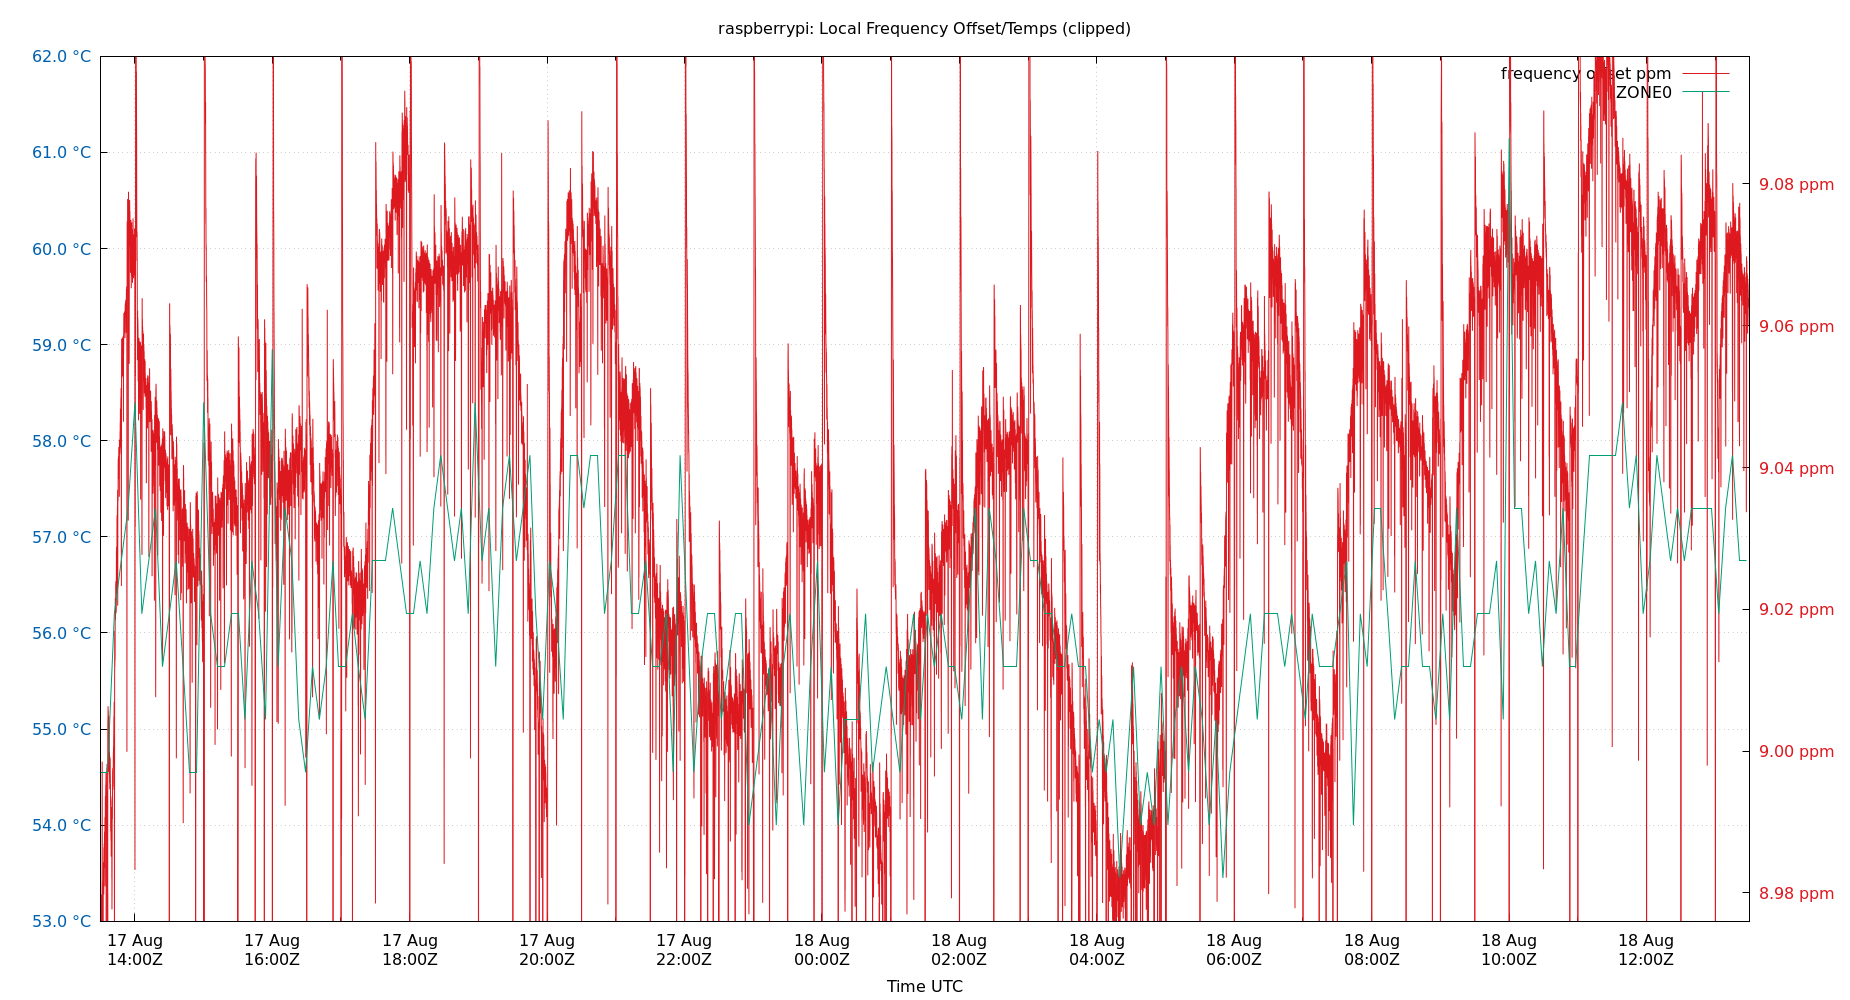 raspberrypi: Local Frequency Offset/Temps (clipped)
62.0 °C
61.0 °C
60.0 °C
59.0 °C
58.0 °C
57.0 °C
56.0 °C
55.0 °C
54.0 °C
53.0 °C
frequency offset ppm
ZONE0
9.08 ppm
9.06 ppm
9.04 ppm
9.02 ppm
9.00 ppm
8.98 ppm
17 Aug 17 Aug 17 Aug 17 Aug 17 Aug 18 Aug 18 Aug 18 Aug 18 Aug 18 Aug 18 Aug 18 Aug
14:00Z 16:00Z 18:00Z 20:00Z 22:00Z 00:00Z 02:00Z 04:00Z 06:00Z 08:00Z 10:00Z 12:00Z
Time UTC